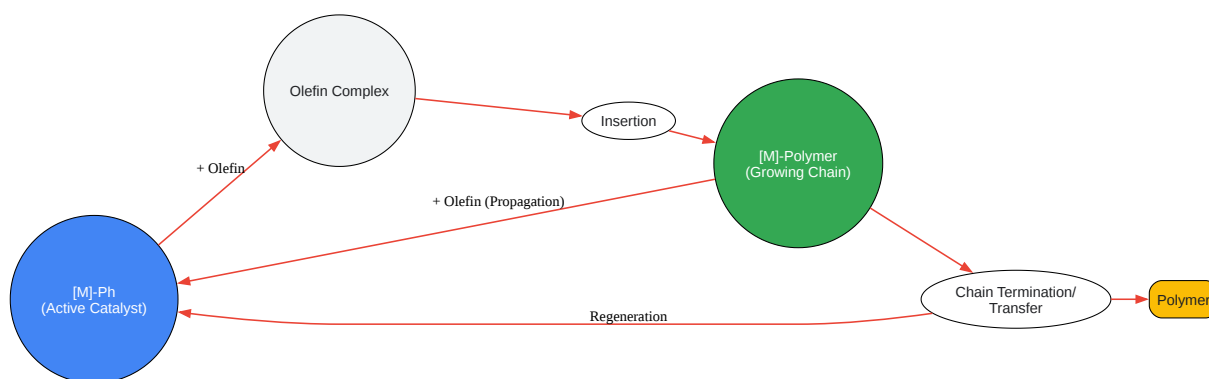 Olefin Complex
Insertion
[M]-Polymer
(Growing Chain)
+ Olefin
+ Olefin (Propagation)
[M]-Ph
(Active Catalyst)
Chain Termination/
Transfer
Polymer
Regeneration